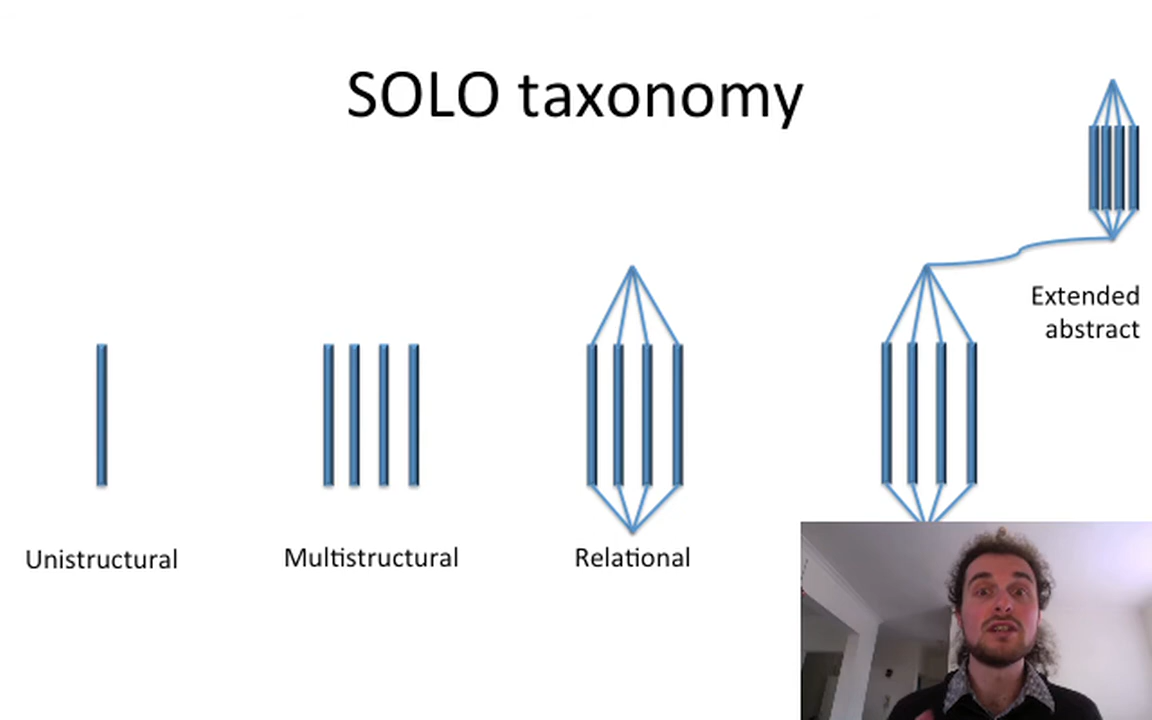 SOLO taxonomy
Extended
abstract
Unistructural
Multistructural
Relational